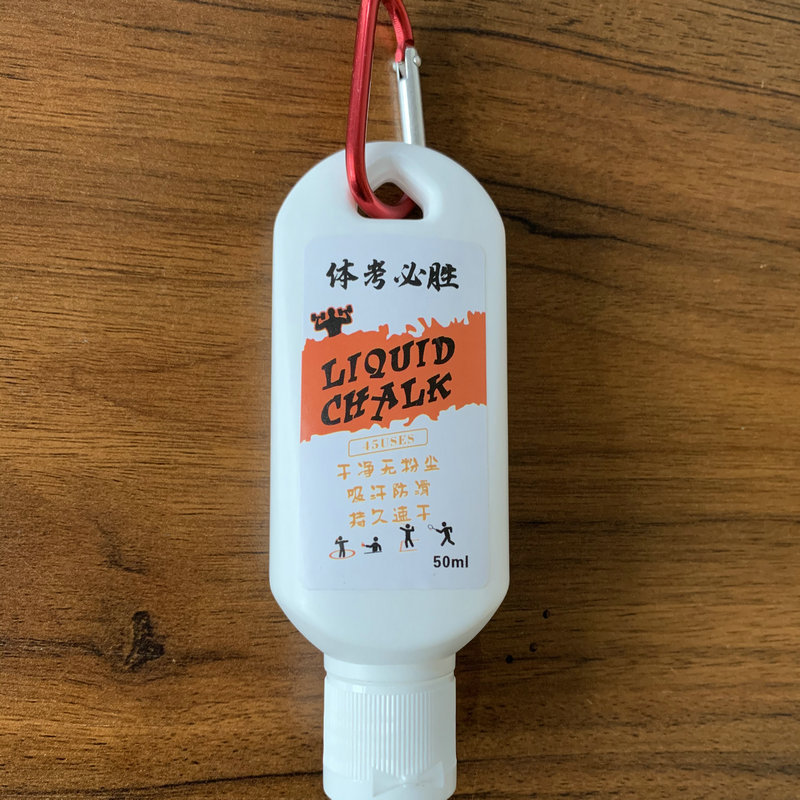 体考必胜
LIQUID
CHALK
45USES
干净无粉尘
吸汗防滑
持久速干
50ml